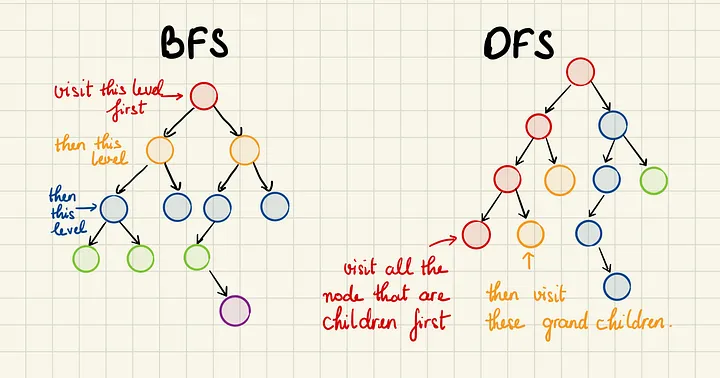 BFS
visit this level
first
then this
level
then
this
level
DFS
visit all the
node that are
children first
then visit
these grand children.